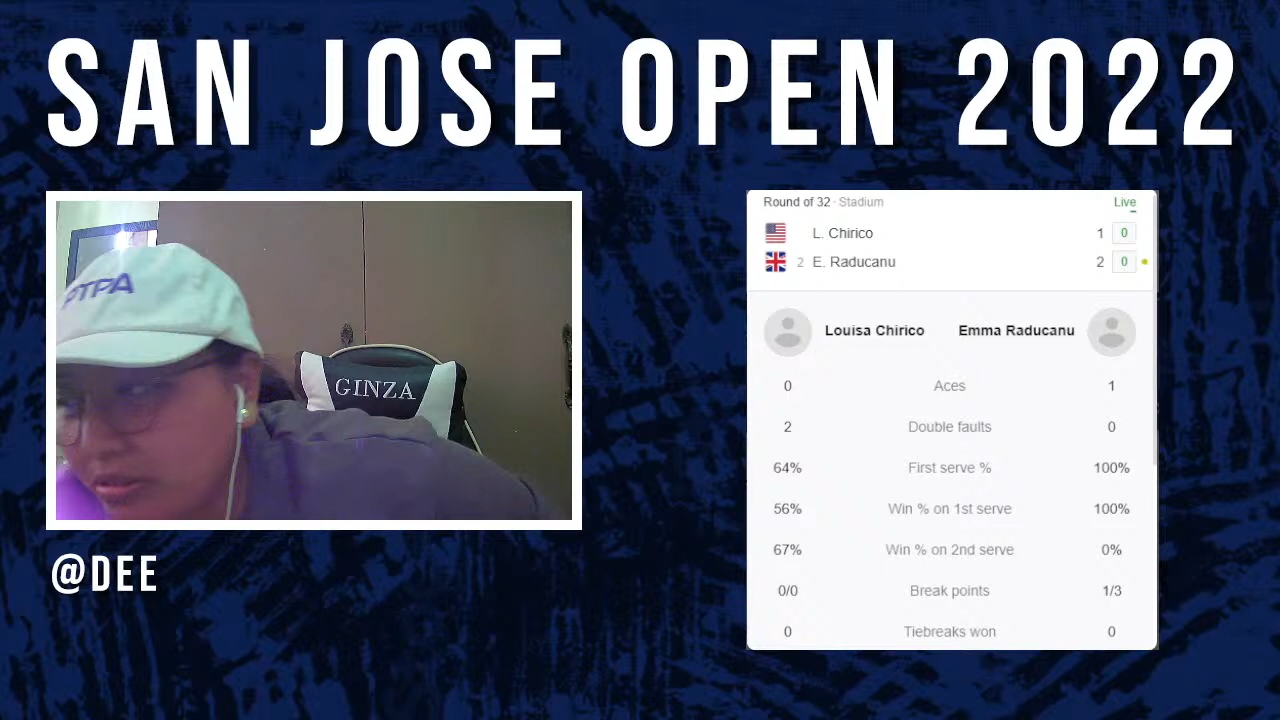 SAN JOSE OPEN 2022
PTPA
GINZA
@DEE
Round of 32 · Stadium Live
L. Chirico 1 0
2 E. Raducanu 2 0
Louisa Chirico Emma Raducanu
0 Aces 1
2 Double faults 0
64% First serve % 100%
56% Win % on 1st serve 100%
67% Win % on 2nd serve 0%
0/0 Break points 1/3
0 Tiebreaks won 0